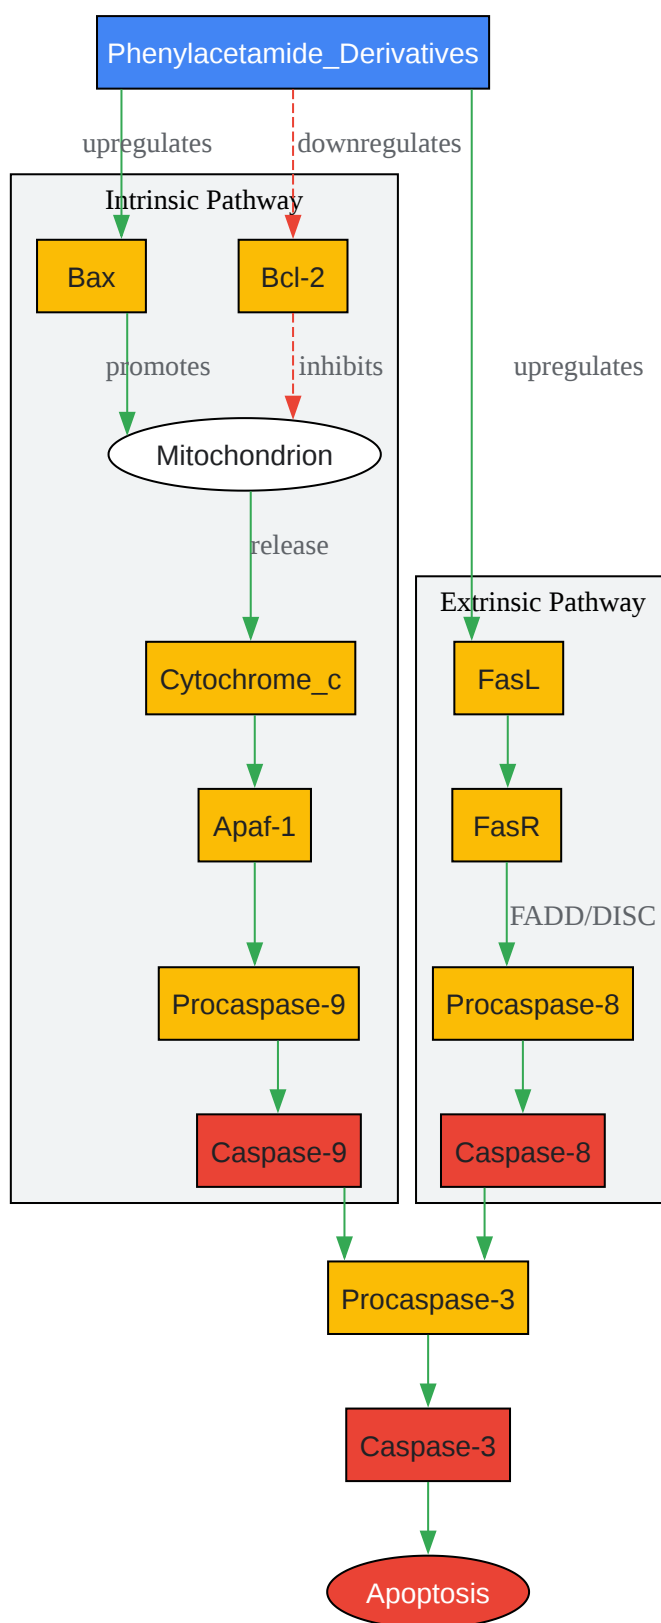 Phenylacetamide_Derivatives
upregulates
downregulates
Intrinsic Pathway
Bax
Bcl-2
promotes
inhibits
upregulates
Mitochondrion
release
Extrinsic Pathway
Cytochrome_c
FasL
Apaf-1
FasR
FADD/DISC
Procaspase-9
Procaspase-8
Caspase-9
Caspase-8
Procaspase-3
Caspase-3
Apoptosis